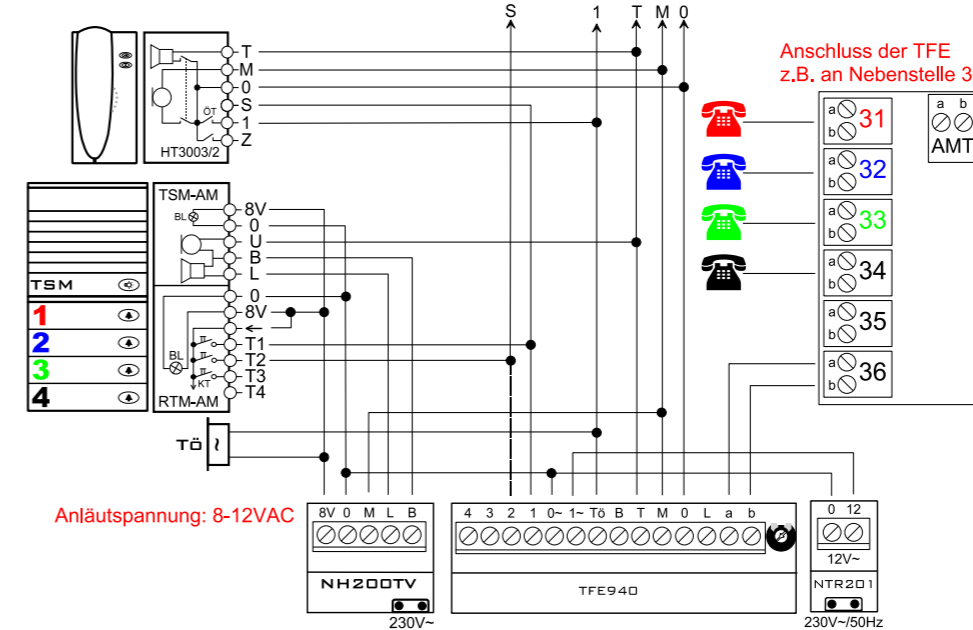 S 1 T M 0
Anschluss der TFE
z.B. an Nebenstelle 3
T
M
0
S
1
Z
ÖT
HT3003/2
a b
AMT
a 31
b
a 32
b
a 33
b
a 34
b
a 35
b
a 36
b
TSM-AM
BL
8V
0
U
B
L
TSM
1
2
3
4
0
8V
T1
T2
T3
T4
BL
KT
RTM-AM
Tö ~
Anläutspannung: 8-12VAC
8V 0 M L B
NH200TV
230V~
4 3 2 1 0~ 1~ Tö B T M 0 L a b
TFE940
0 12
12V~
NTR201
230V~/50Hz